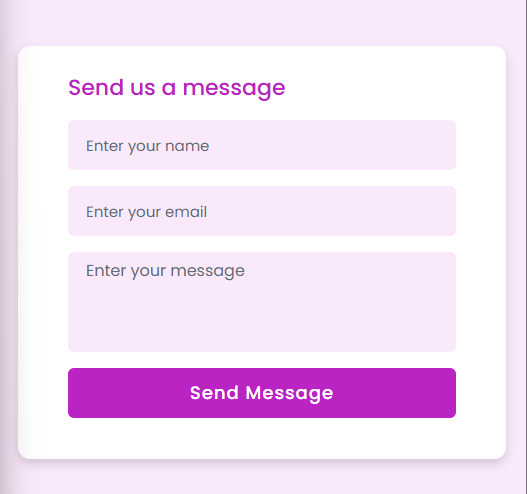 Send us a message
Enter your name
Enter your email
Enter your message
Send Message